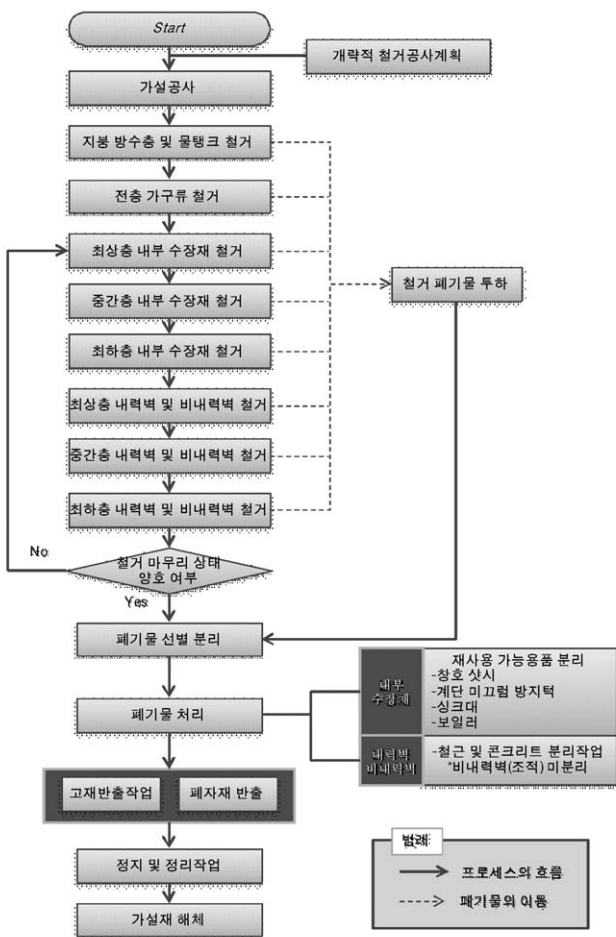 Start
개략적 철거공사계획
가설공사
지붕 방수층 및 물탱크 철거
전층 가구류 철거
최상층 내부 수장재 철거
중간층 내부 수장재 철거
철거 폐기물 투하
최하층 내부 수장재 철거
최상층 내력벽 및 비내력벽 철거
중간층 내력벽 및 비내력벽 철거
최하층 내력벽 및 비내력벽 철거
No
철거 마무리 상태
양호 여부
Yes
폐기물 선별 분리
폐기물 처리
내부
수장재
재사용 가능용품 분리
-창호 샷시
-계단 미끄럼 방지턱
-싱크대
-보일러
내력벽
비내력벽
-철근 및 콘크리트 분리작업
*비내력벽(조적) 미분리
고재반출작업
폐자재 반출
정지 및 정리작업
가설재 해체
범례
프로세스의 흐름
폐기물의 이동